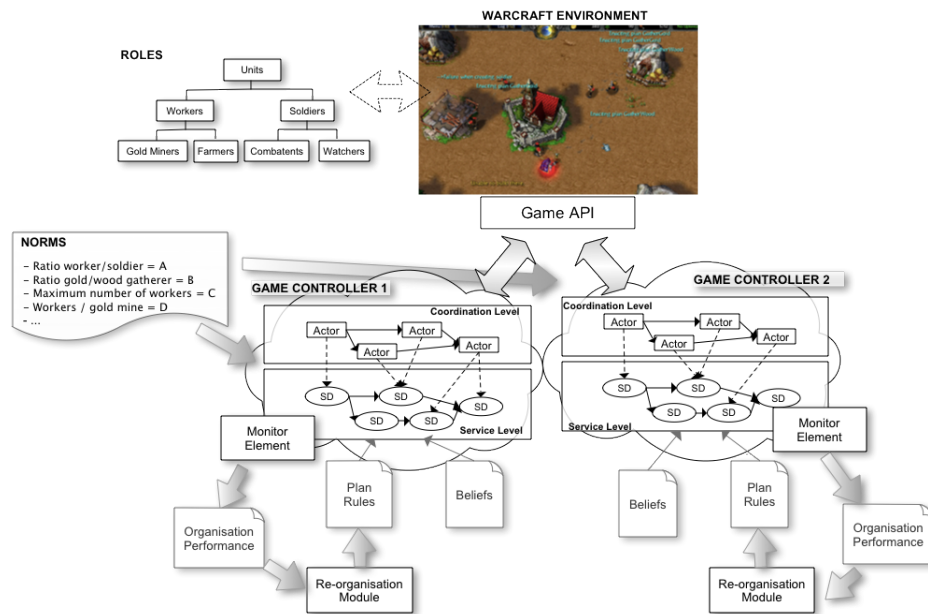 WARCRAFT ENVIRONMENT
ROLES
Units
Workers
Soldiers
Gold Miners
Farmers
Combatents
Watchers
Game API
NORMS
- Ratio worker/soldier = A
- Ratio gold/wood gatherer = B
- Maximum number of workers = C
- Workers / gold mine = D
- ...
GAME CONTROLLER 1
Coordination Level
Actor
Actor
Actor
Actor
SD
SD
SD
SD
SD
Service Level
Monitor
Element
Plan
Rules
Beliefs
Organisation
Performance
Re-organisation
Module
GAME CONTROLLER 2
Coordination Level
Actor
Actor
Actor
Actor
SD
SD
SD
SD
SD
Service Level
Monitor
Element
Beliefs
Plan
Rules
Organisation
Performance
Re-organisation
Module